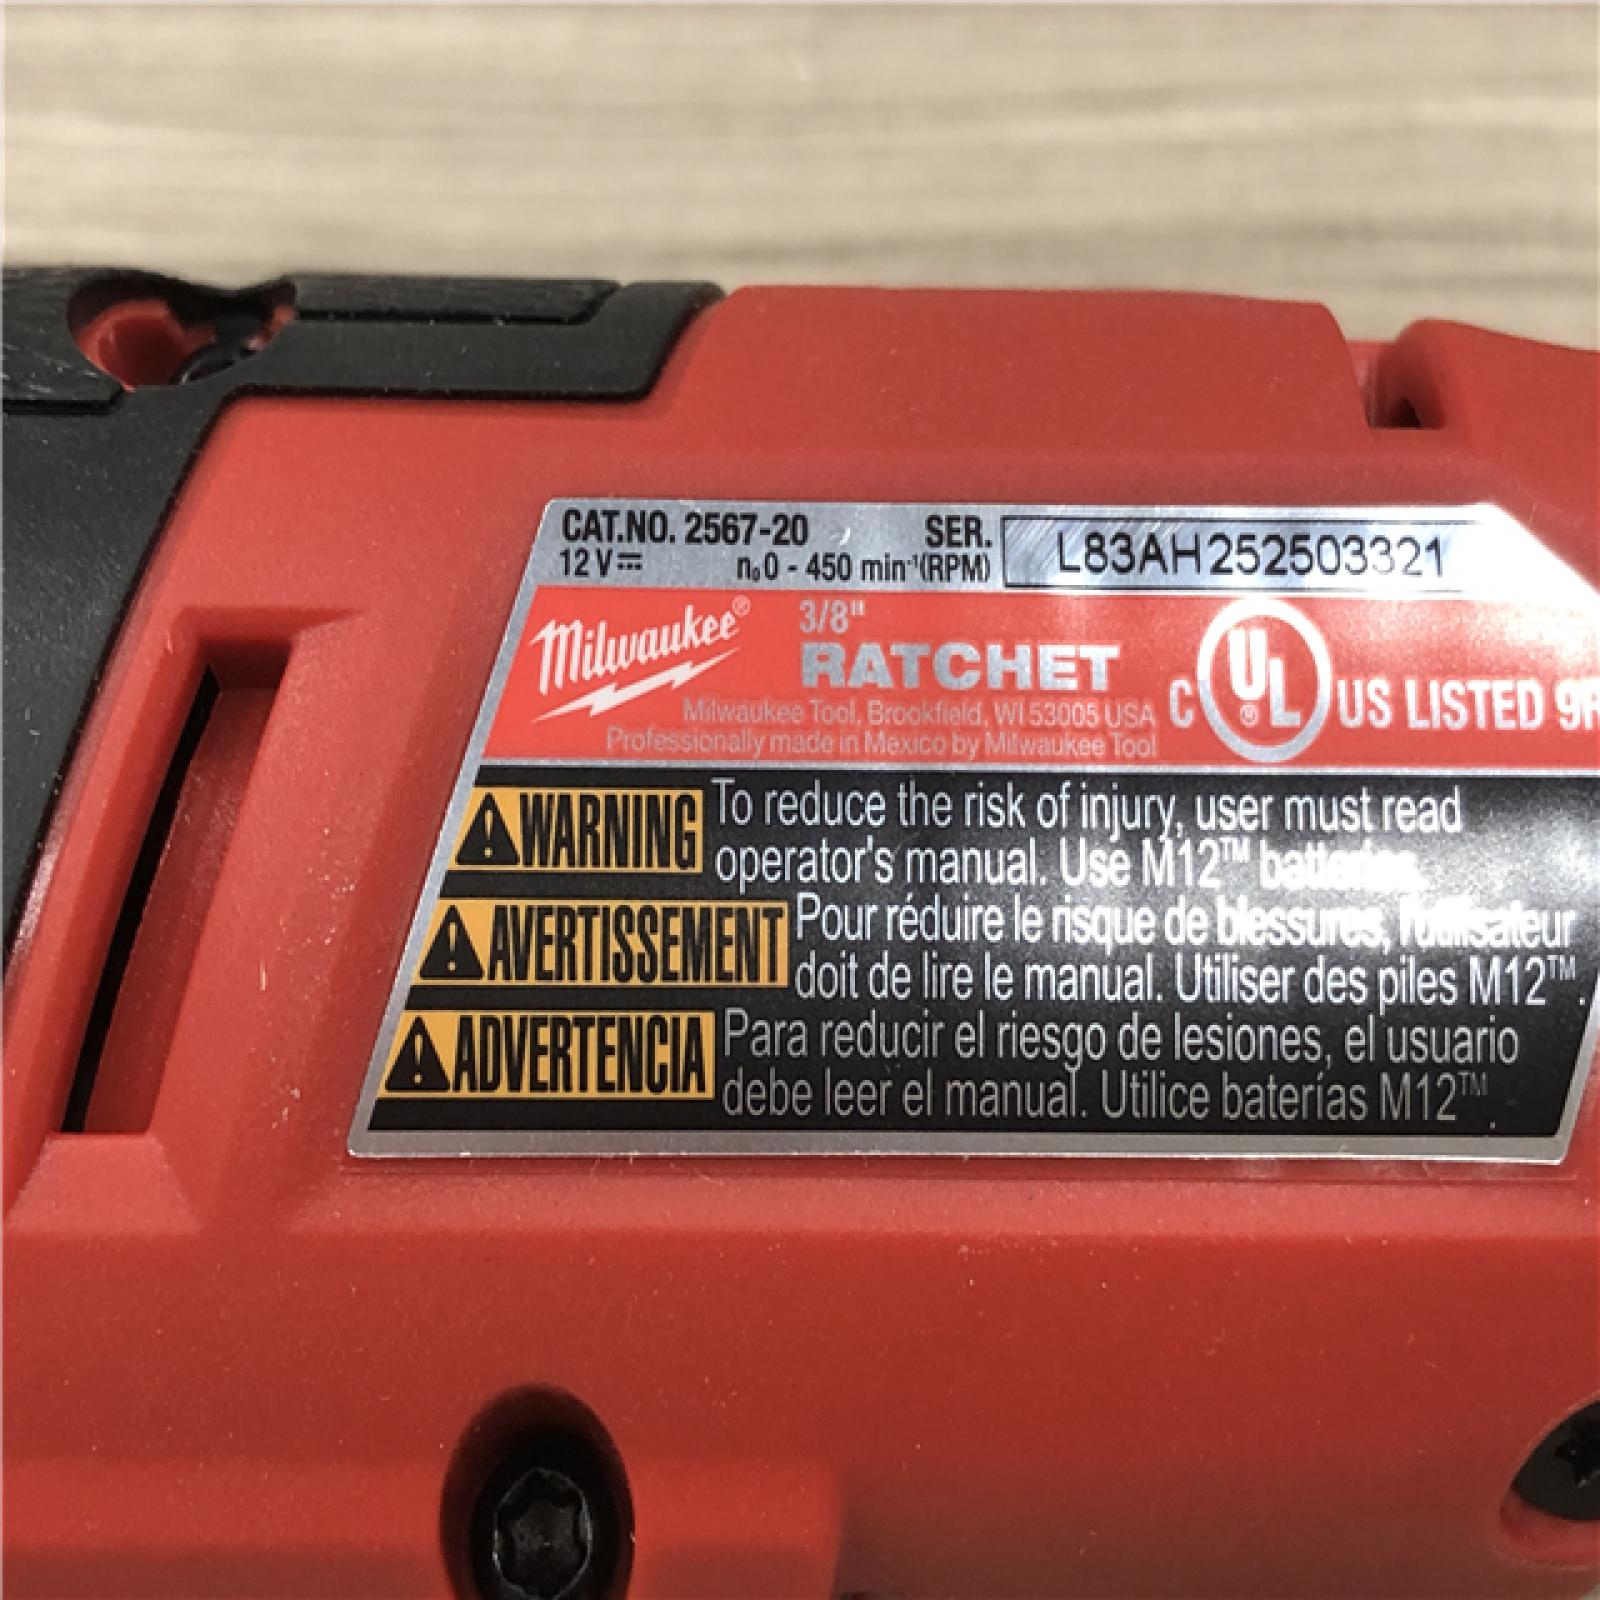 CAT.NO. 2567-20 SER. L83AH252503321
12 V⎓ n₀ 0 - 450 min⁻¹(RPM)
Milwaukee® 3/8"
RATCHET
Milwaukee Tool, Brookfield, WI 53005 USA
Professionally made in Mexico by Milwaukee Tool
C UL® US LISTED
WARNING To reduce the risk of injury, user must read
operator's manual. Use M12™ batteries.
AVERTISSEMENT Pour réduire le risque de blessures, l'utilisateur
doit de lire le manual. Utiliser des piles M12™.
ADVERTENCIA Para reducir el riesgo de lesiones, el usuario
debe leer el manual. Utilice baterías M12™.